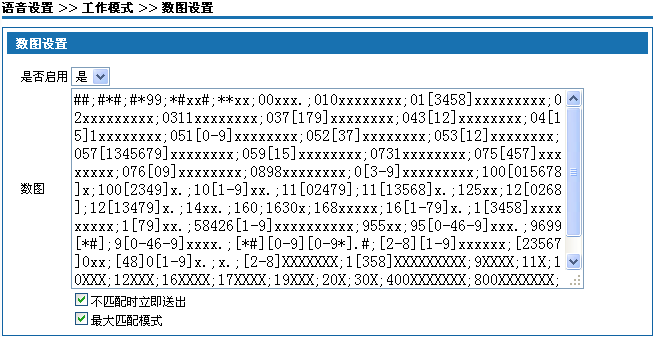 语音设置 >> 工作模式 >> 数图设置
数图设置
是否启用 是
数图
##;#*#;#*99;*#xx#;**xx;00xxx.;010xxxxxxxx;01[3458]xxxxxxxxx;0
2xxxxxxxxx;0311xxxxxxxx;037[179]xxxxxxxx;043[12]xxxxxxxx;04[1
5]1xxxxxxxx;051[0-9]xxxxxxxx;052[37]xxxxxxxx;053[12]xxxxxxxx;
057[1345679]xxxxxxxx;059[15]xxxxxxxx;0731xxxxxxxx;075[457]xxx
xxxxx;076[09]xxxxxxxx;0898xxxxxxxx;0[3-9]xxxxxxxxx;100[015678
]x;100[2349]x.;10[1-9]xx.;11[02479];11[13568]x.;125xx;12[0268
];12[13479]x.;14xx.;160;1630x;168xxxxx;16[1-79]x.;1[3458]xxxx
xxxxx;1[79]xx.;58426[1-9]xxxxxxxxxx;955xx;95[0-46-9]xxx.;9699
[*#];9[0-46-9]xxxx.;[*#][0-9][0-9*].#;[2-8][1-9]xxxxxx;[23567
]0xx;[48]0[1-9]x.;x.;[2-8]XXXXXXX;1[358]XXXXXXXXX;9XXXX;11X;1
0XXX;12XXX;16XXXX;17XXXX;19XXX;20X;30X;400XXXXXXX;800XXXXXXX;
不匹配时立即送出
最大匹配模式